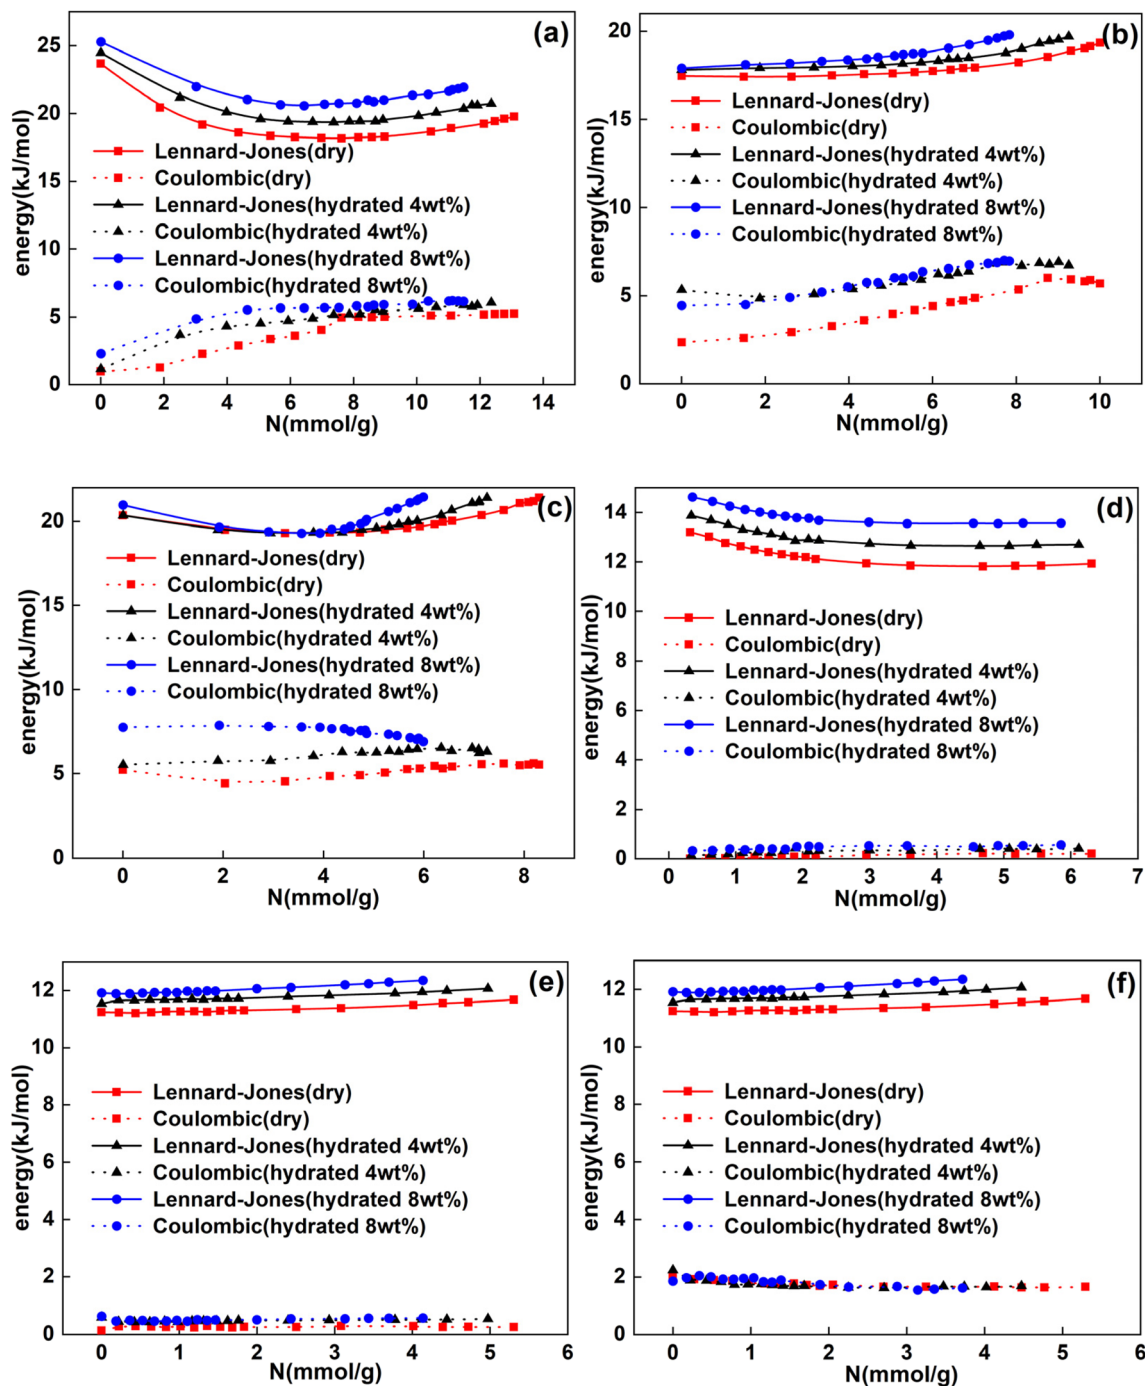 (a)
energy(kJ/mol)
25
20
15
10
5
0
Lennard-Jones(dry)
Coulombic(dry)
Lennard-Jones(hydrated 4wt%)
Coulombic(hydrated 4wt%)
Lennard-Jones(hydrated 8wt%)
Coulombic(hydrated 8wt%)
0 2 4 6 8 10 12 14
N(mmol/g)
(b)
energy(kJ/mol)
20
15
10
5
0
Lennard-Jones(dry)
Coulombic(dry)
Lennard-Jones(hydrated 4wt%)
Coulombic(hydrated 4wt%)
Lennard-Jones(hydrated 8wt%)
Coulombic(hydrated 8wt%)
0 2 4 6 8 10
N(mmol/g)
(c)
energy(kJ/mol)
20
15
10
5
0
Lennard-Jones(dry)
Coulombic(dry)
Lennard-Jones(hydrated 4wt%)
Coulombic(hydrated 4wt%)
Lennard-Jones(hydrated 8wt%)
Coulombic(hydrated 8wt%)
0 2 4 6 8
N(mmol/g)
(d)
energy(kJ/mol)
14
12
10
8
6
4
2
0
Lennard-Jones(dry)
Coulombic(dry)
Lennard-Jones(hydrated 4wt%)
Coulombic(hydrated 4wt%)
Lennard-Jones(hydrated 8wt%)
Coulombic(hydrated 8wt%)
0 1 2 3 4 5 6 7
N(mmol/g)
(e)
energy(kJ/mol)
12
10
8
6
4
2
0
Lennard-Jones(dry)
Coulombic(dry)
Lennard-Jones(hydrated 4wt%)
Coulombic(hydrated 4wt%)
Lennard-Jones(hydrated 8wt%)
Coulombic(hydrated 8wt%)
0 1 2 3 4 5 6
N(mmol/g)
(f)
energy(kJ/mol)
12
10
8
6
4
2
0
Lennard-Jones(dry)
Coulombic(dry)
Lennard-Jones(hydrated 4wt%)
Coulombic(hydrated 4wt%)
Lennard-Jones(hydrated 8wt%)
Coulombic(hydrated 8wt%)
0 1 2 3 4 5 6
N(mmol/g)